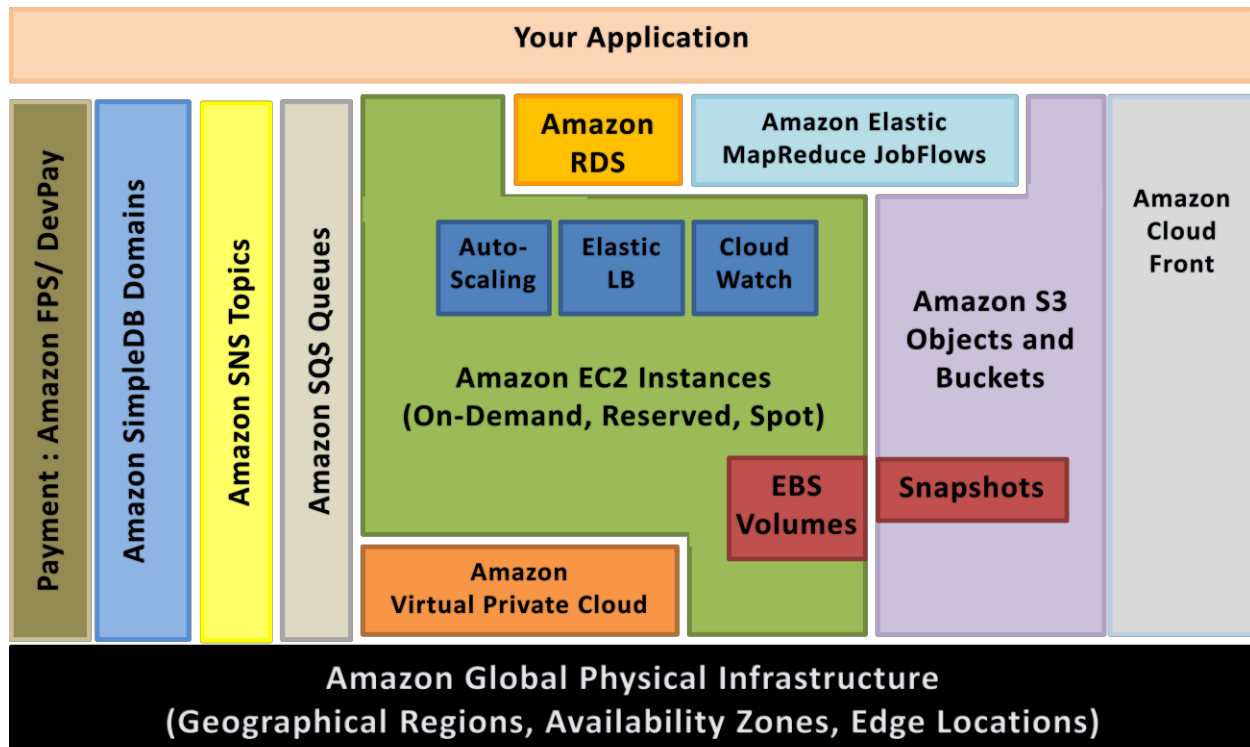 Your Application
Payment : Amazon FPS/ DevPay
Amazon SimpleDB Domains
Amazon SNS Topics
Amazon SQS Queues
Amazon
RDS
Amazon Elastic
MapReduce JobFlows
Auto-
Scaling
Elastic
LB
Cloud
Watch
Amazon EC2 Instances
(On-Demand, Reserved, Spot)
EBS
Volumes
Amazon
Virtual Private Cloud
Amazon S3
Objects and
Buckets
Snapshots
Amazon
Cloud
Front
Amazon Global Physical Infrastructure
(Geographical Regions, Availability Zones, Edge Locations)